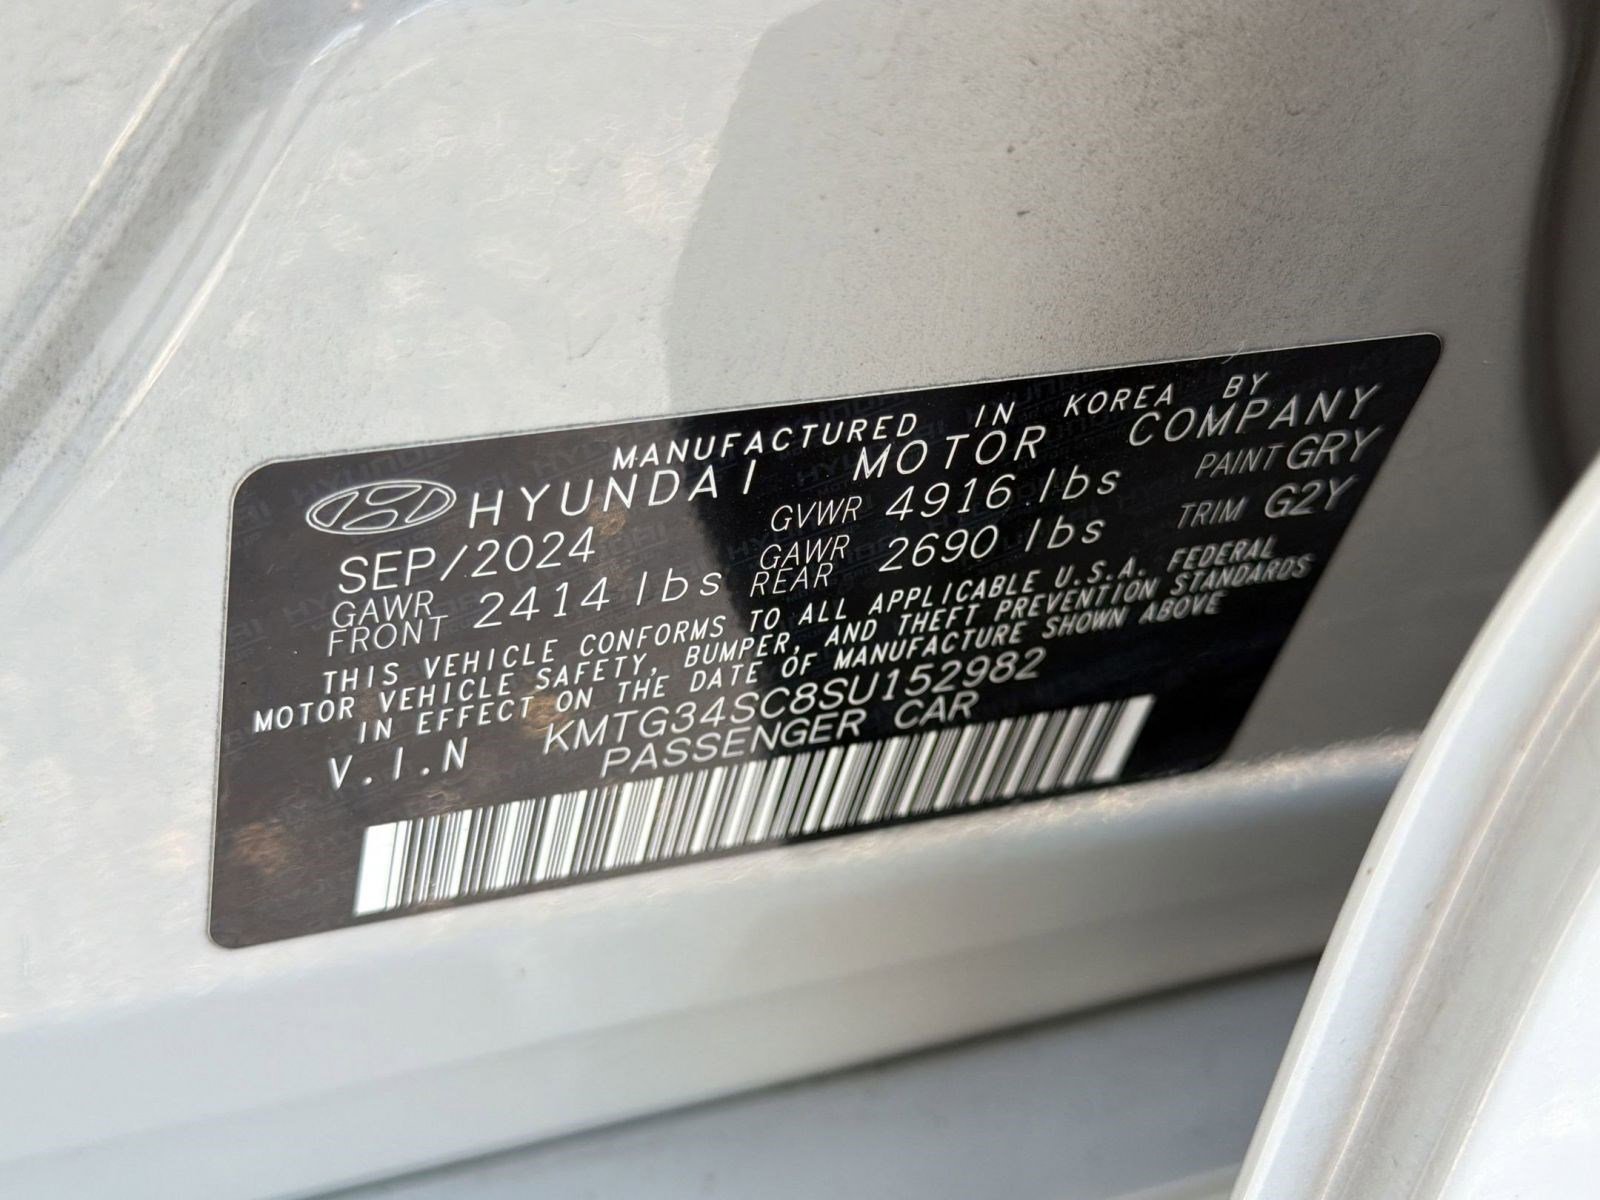 MANUFACTURED IN KOREA BY
HYUNDAI MOTOR COMPANY
SEP/2024 GVWR 4916 lbs PAINT GRY
GAWR FRONT 2414 lbs GAWR REAR 2690 lbs TRIM G2Y
THIS VEHICLE CONFORMS TO ALL APPLICABLE U.S.A. FEDERAL
MOTOR VEHICLE SAFETY, BUMPER, AND THEFT PREVENTION STANDARDS
IN EFFECT ON THE DATE OF MANUFACTURE SHOWN ABOVE
V.I.N KMTG34SC8SU152982
PASSENGER CAR